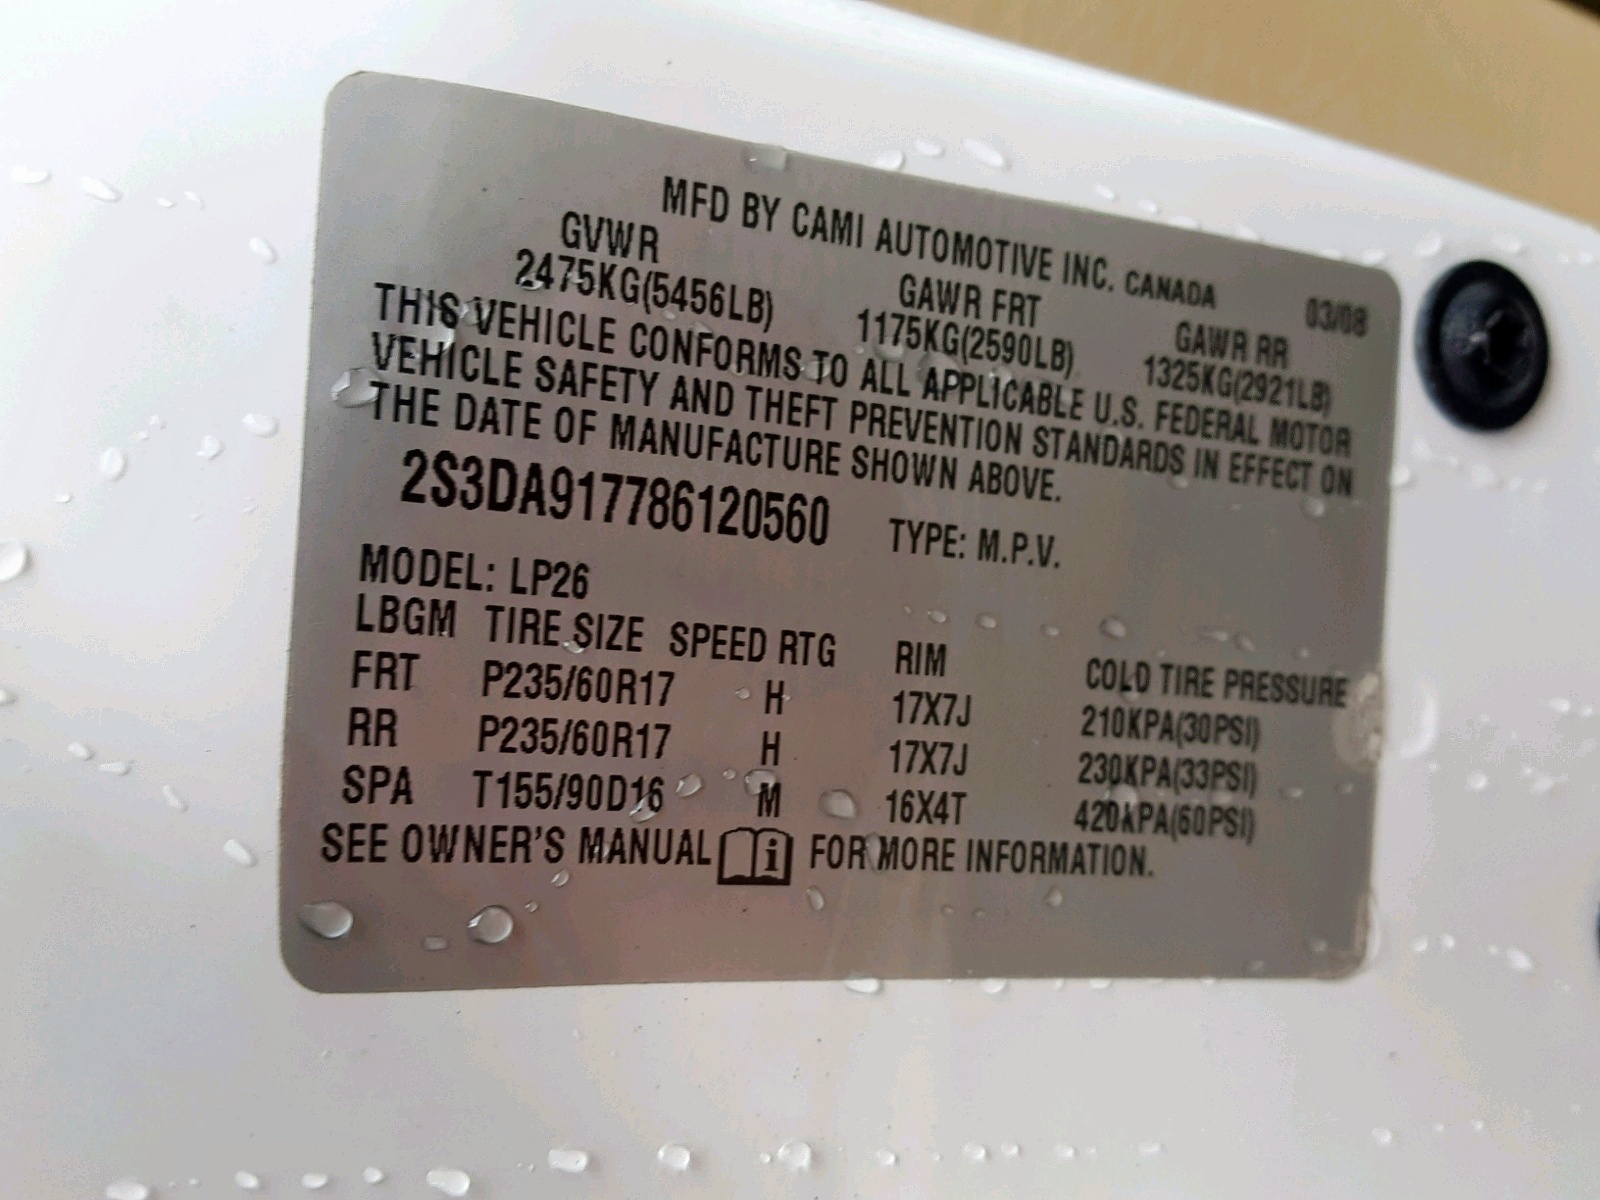 MFD BY CAMI AUTOMOTIVE INC. CANADA 03/08
GVWR GAWR FRT GAWR RR
2475KG(5456LB) 1175KG(2590LB) 1325KG(2921LB)
THIS VEHICLE CONFORMS TO ALL APPLICABLE U.S. FEDERAL MOTOR
VEHICLE SAFETY AND THEFT PREVENTION STANDARDS IN EFFECT ON
THE DATE OF MANUFACTURE SHOWN ABOVE.
2S3DA917786120560 TYPE: M.P.V.
MODEL: LP26
LBGM TIRE SIZE SPEED RTG RIM COLD TIRE PRESSURE
FRT P235/60R17 H 17X7J 210KPA(30PSI)
RR P235/60R17 H 17X7J 230KPA(33PSI)
SPA T155/90D16 M 16X4T 420KPA(60PSI)
SEE OWNER'S MANUAL i FOR MORE INFORMATION.